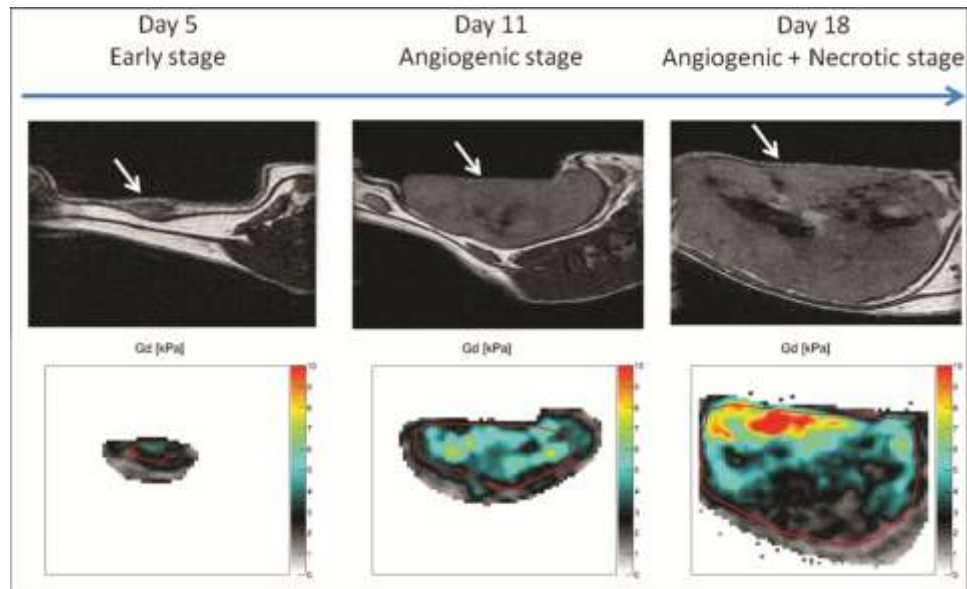 Day 5
Early stage
Day 11
Angiogenic stage
Day 18
Angiogenic + Necrotic stage
Gd [kPa]
Gd [kPa]
Gd [kPa]